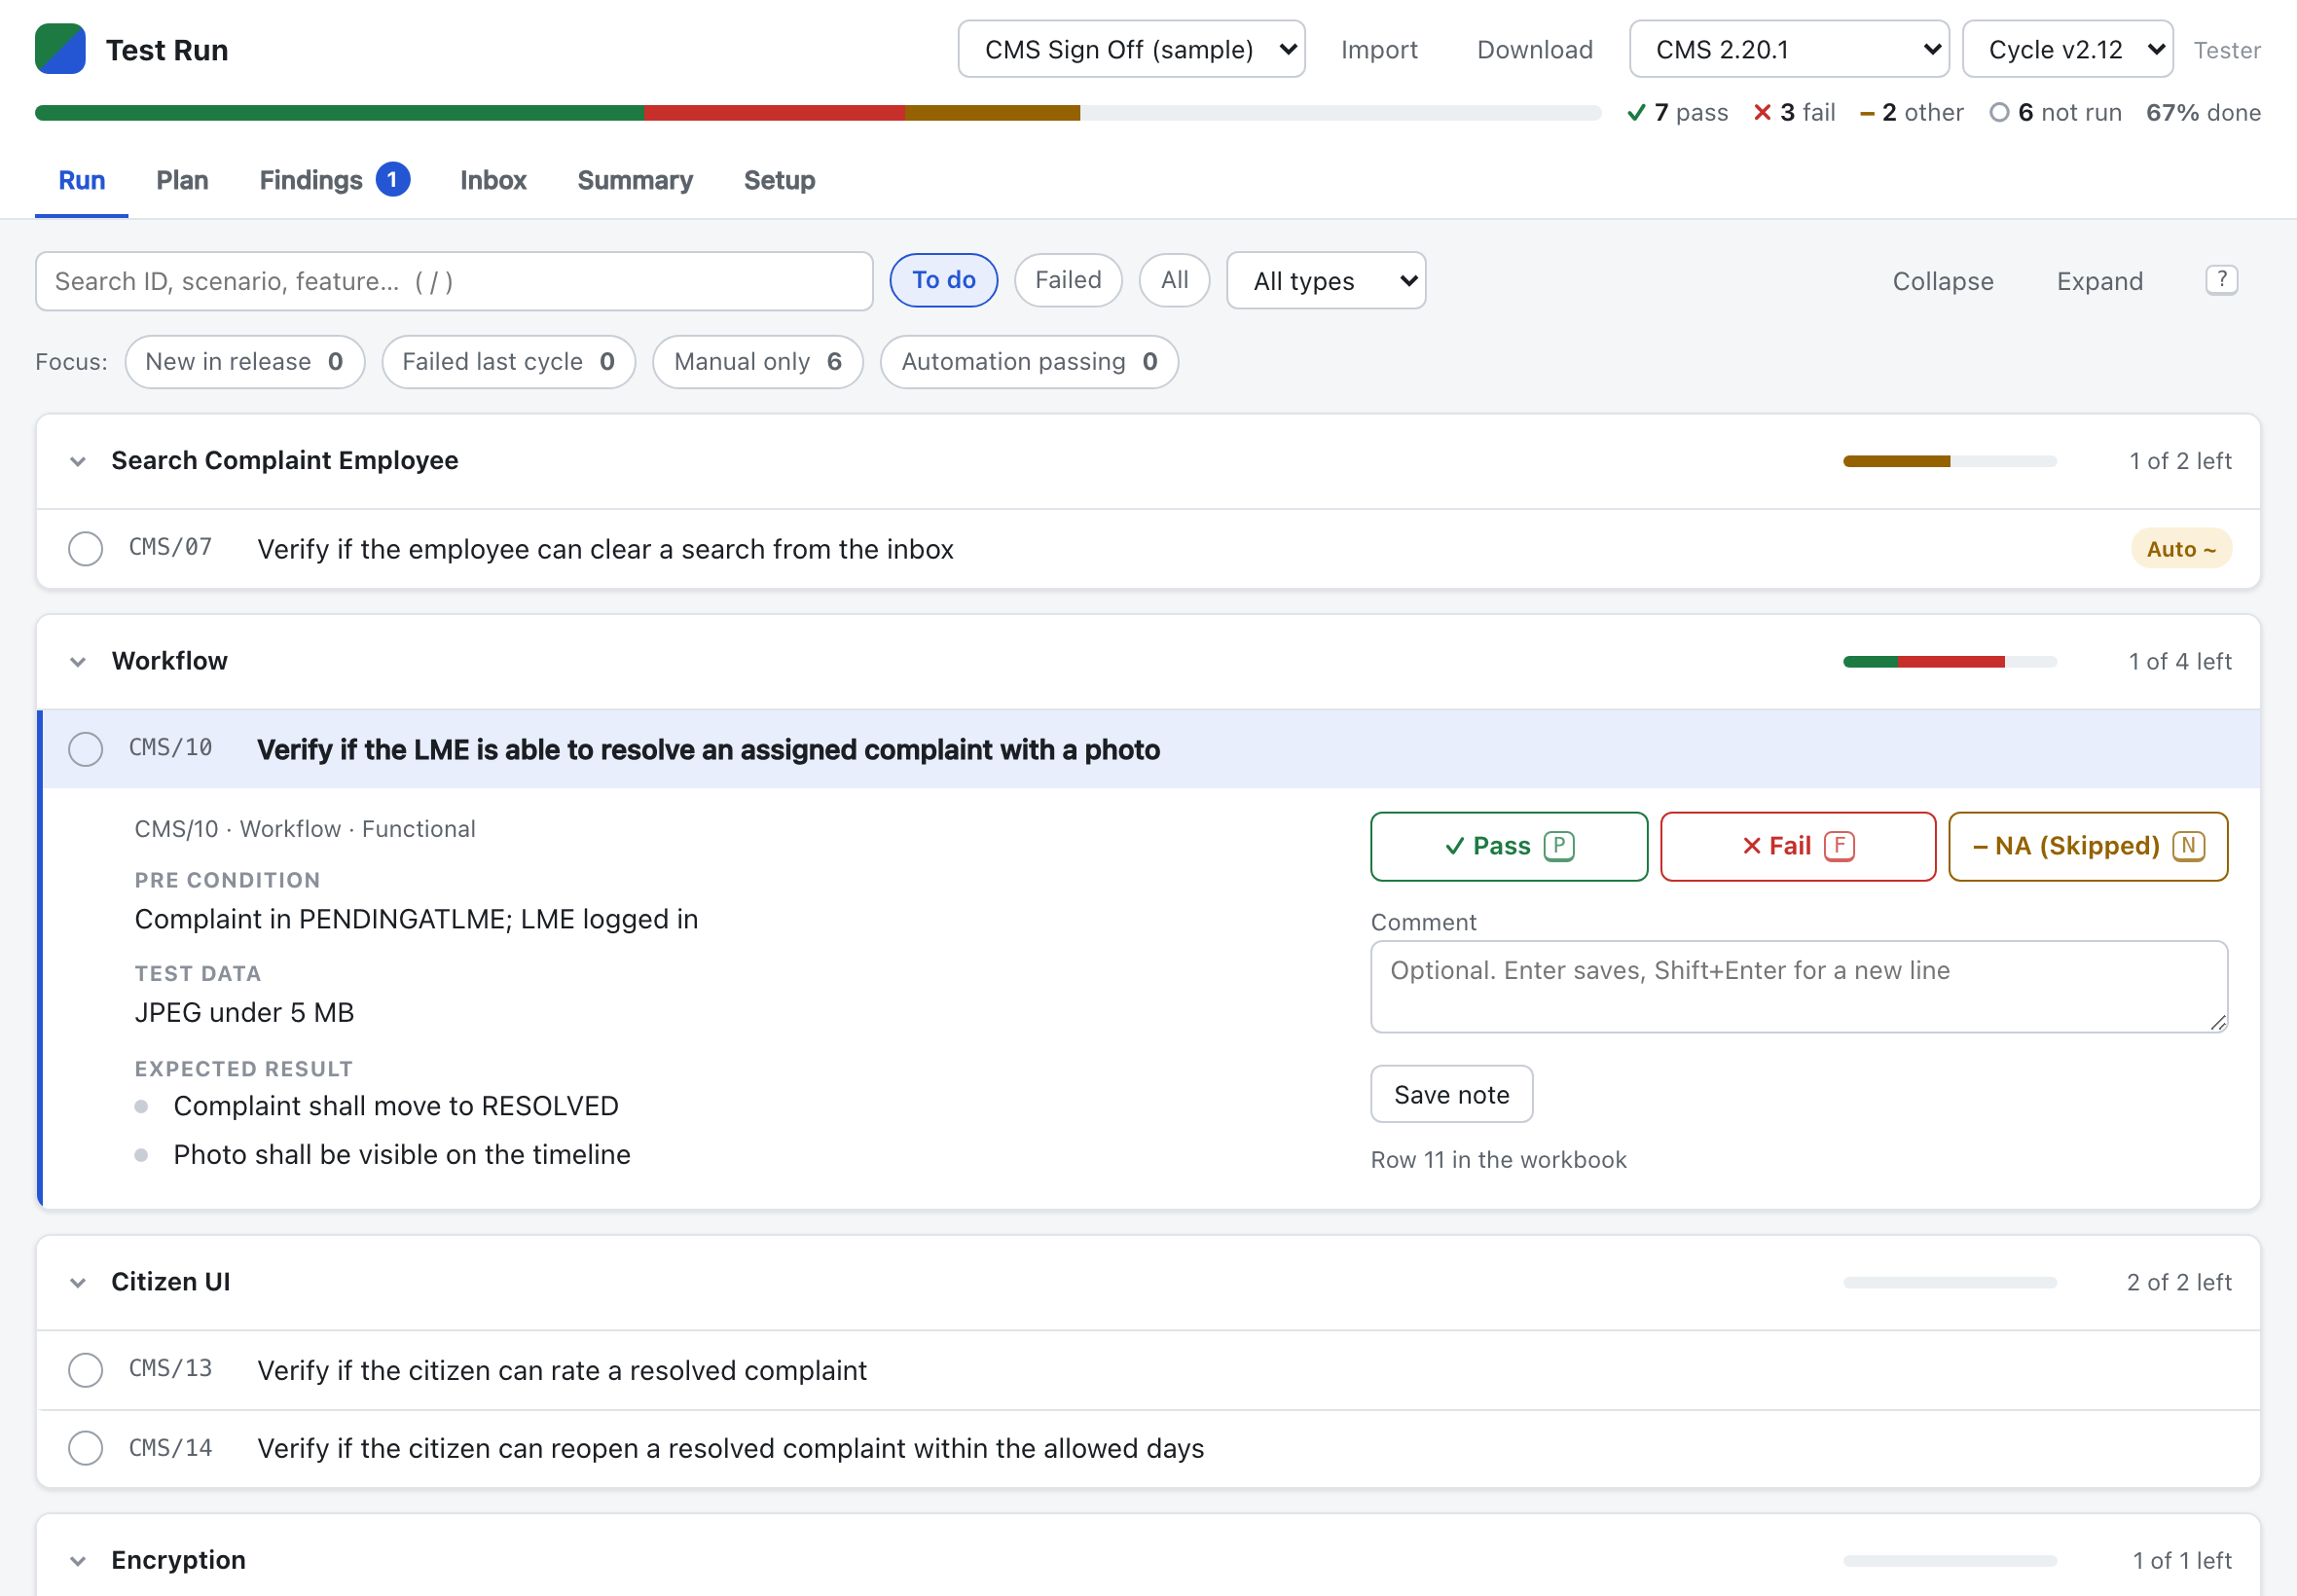 Test Run
CMS Sign Off (sample)
Import
Download
CMS 2.20.1
Cycle v2.12
Tester
7 pass
3 fail
2 other
6 not run
67% done
Run
Plan
Findings 1
Inbox
Summary
Setup
Search ID, scenario, feature... ( / )
To do
Failed
All
All types
Collapse
Expand
?
Focus:
New in release 0
Failed last cycle 0
Manual only 6
Automation passing 0
Search Complaint Employee
1 of 2 left
CMS/07
Verify if the employee can clear a search from the inbox
Auto ~
Workflow
1 of 4 left
CMS/10
Verify if the LME is able to resolve an assigned complaint with a photo
CMS/10 · Workflow · Functional
PRE CONDITION
Complaint in PENDINGATLME; LME logged in
TEST DATA
JPEG under 5 MB
EXPECTED RESULT
Complaint shall move to RESOLVED
Photo shall be visible on the timeline
Pass P
Fail F
NA (Skipped) N
Comment
Optional. Enter saves, Shift+Enter for a new line
Save note
Row 11 in the workbook
Citizen UI
2 of 2 left
CMS/13
Verify if the citizen can rate a resolved complaint
CMS/14
Verify if the citizen can reopen a resolved complaint within the allowed days
Encryption
1 of 1 left